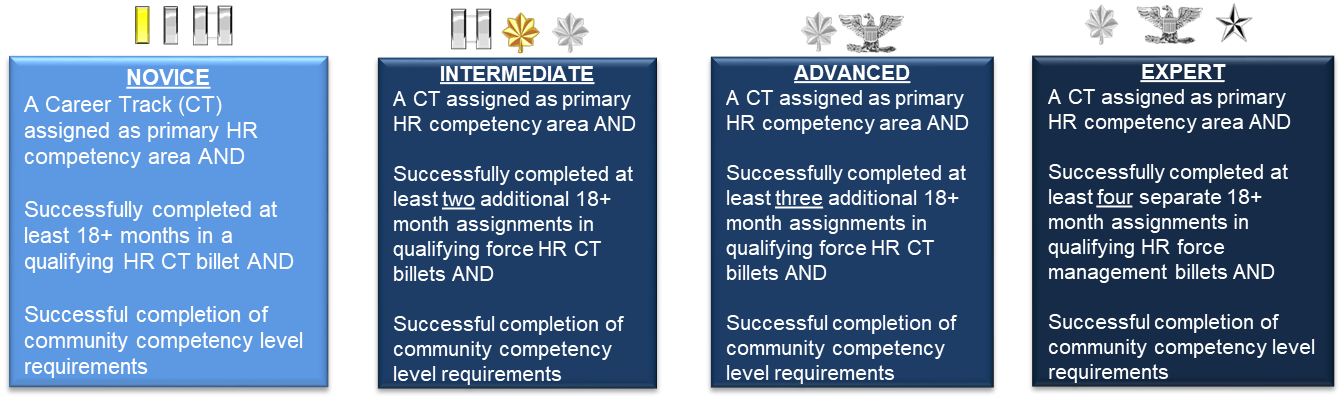 NOVICE
A Career Track (CT)
assigned as primary HR
competency area AND
Successfully completed at
least 18+ months in a
qualifying HR CT billet AND
Successful completion of
community competency level
requirements
INTERMEDIATE
A CT assigned as primary
HR competency area AND
Successfully completed at
least two additional 18+
month assignments in
qualifying force HR CT
billets AND
Successful completion of
community competency
level requirements
ADVANCED
A CT assigned as primary
HR competency area AND
Successfully completed at
least three additional 18+
month assignments in
qualifying force HR CT
billets AND
Successful completion of
community competency
level requirements
EXPERT
A CT assigned as primary
HR competency area AND
Successfully completed at
least four separate 18+
month assignments in
qualifying HR force
management billets AND
Successful completion of
community competency level
requirements